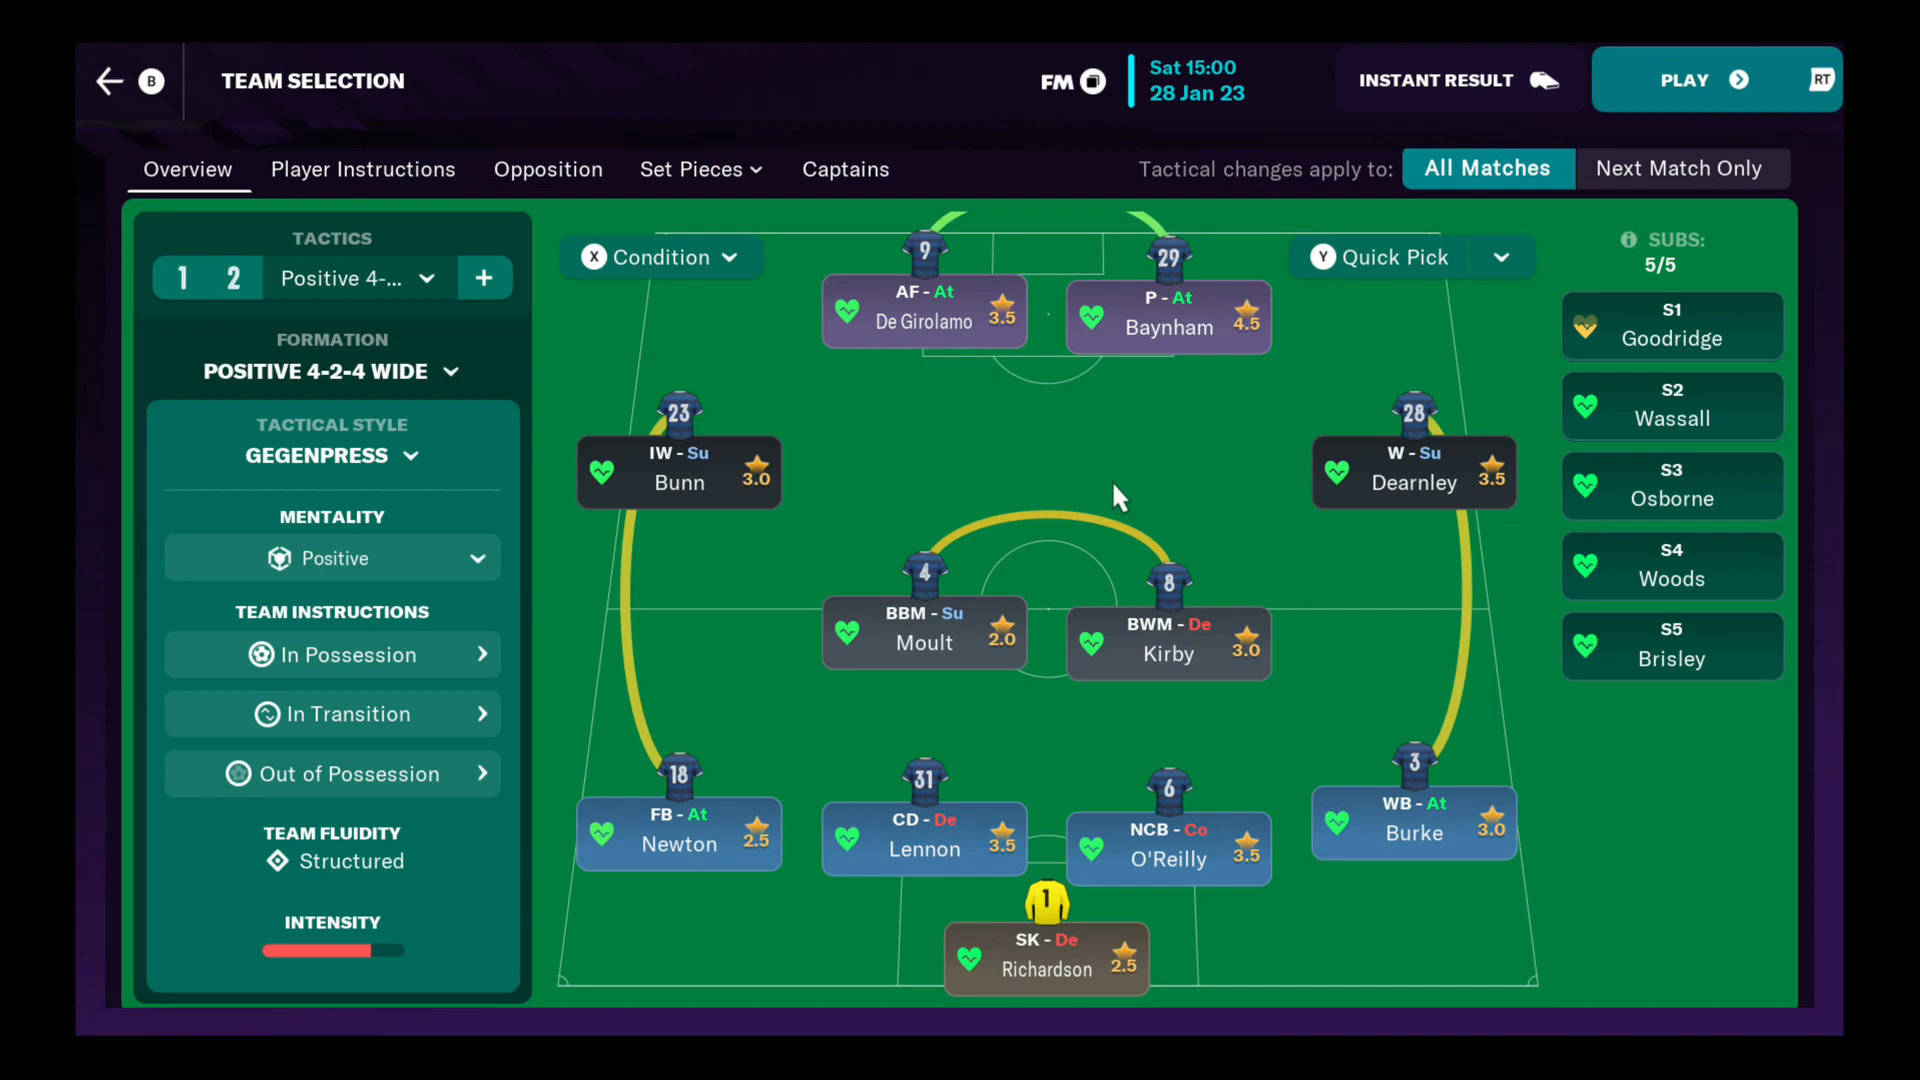 B
TEAM SELECTION
FM
Sat 15:00
28 Jan 23
INSTANT RESULT
PLAY
RT
Overview
Player Instructions
Opposition
Set Pieces
Captains
Tactical changes apply to:
All Matches
Next Match Only
TACTICS
1 2
Positive 4-...
+
FORMATION
POSITIVE 4-2-4 WIDE
TACTICAL STYLE
GEGENPRESS
MENTALITY
Positive
TEAM INSTRUCTIONS
In Possession
In Transition
Out of Possession
TEAM FLUIDITY
Structured
INTENSITY
X Condition
Y Quick Pick
9
AF - At
De Girolamo
3.5
29
P - At
Baynham
4.5
23
IW - Su
Bunn
3.0
28
W - Su
Dearnley
3.5
4
BBM - Su
Moult
2.0
8
BWM - De
Kirby
3.0
18
FB - At
Newton
2.5
31
CD - De
Lennon
3.5
6
NCB - Co
O'Reilly
3.5
3
WB - At
Burke
3.0
1
SK - De
Richardson
2.5
SUBS:
5/5
S1
Goodridge
S2
Wassall
S3
Osborne
S4
Woods
S5
Brisley